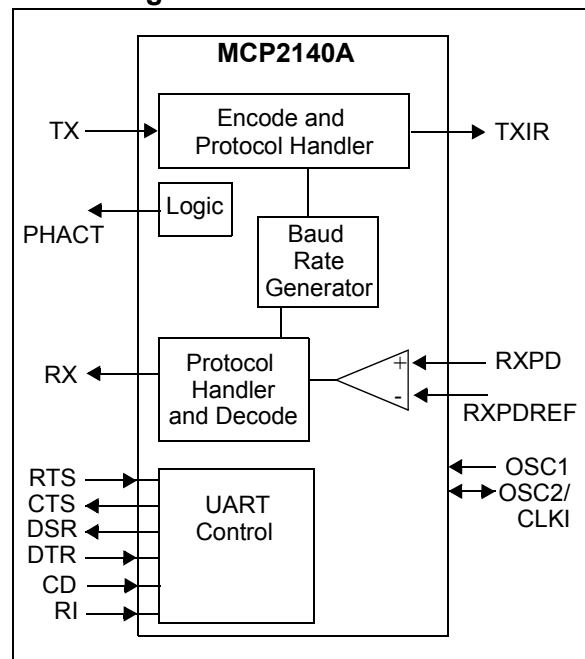 MCP2140A
TX
Encode and
Protocol Handler
TXIR
Logic
PHACT
Baud
Rate
Generator
RX
Protocol
Handler
and Decode
+
-
RXPD
RXPDREF
RTS
CTS
DSR
DTR
CD
RI
UART
Control
OSC1
OSC2/
CLKI